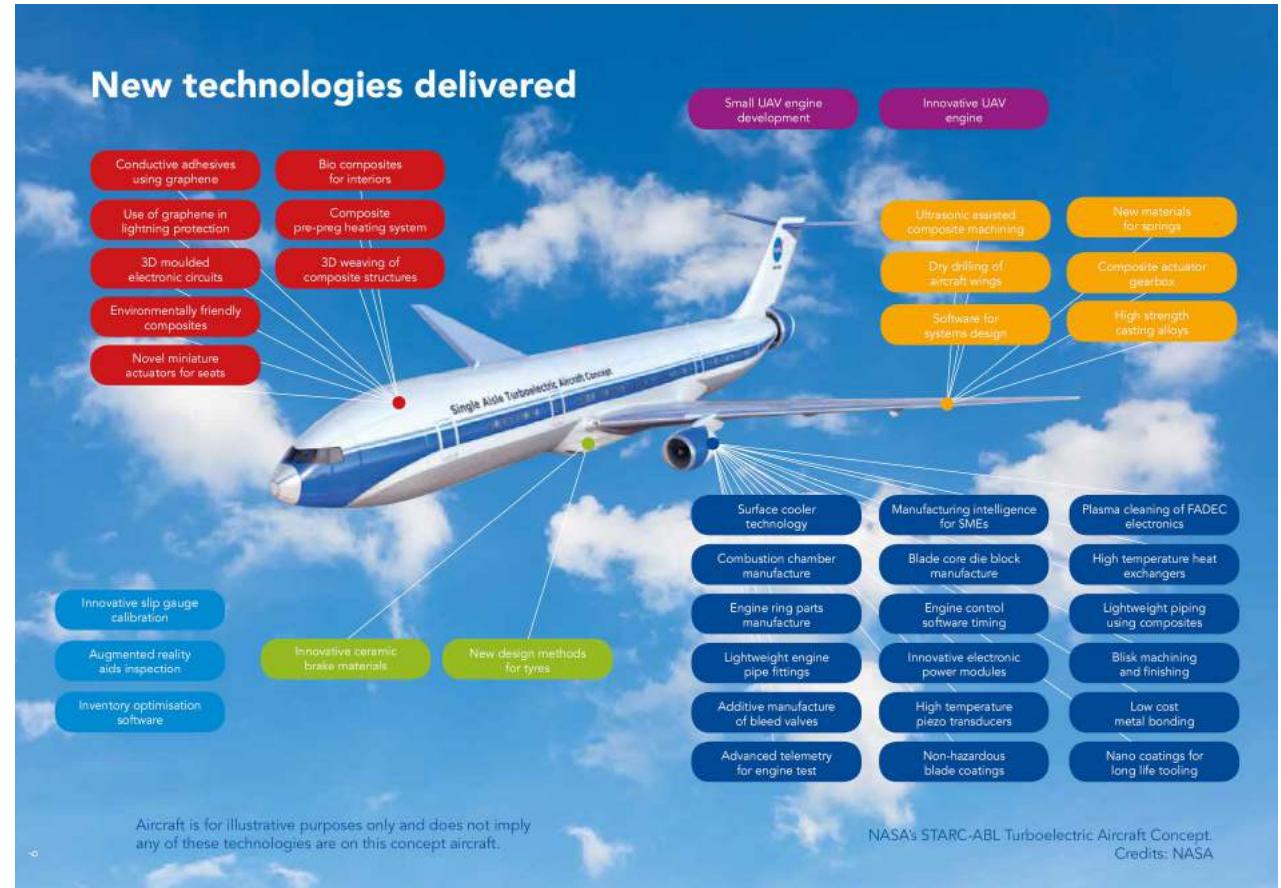 New technologies delivered
Small UAV engine
development
Innovative UAV
engine
Conductive adhesives
using graphene
Bio composites
for interiors
Use of graphene in
lightning protection
Composite
pre-preg heating system
3D moulded
electronic circuits
3D weaving of
composite structures
Environmentally friendly
composites
Novel miniature
actuators for seats
Ultrasonic assisted
composite machining
New materials
for springs
Dry drilling of
aircraft wings
Composite actuator
gearbox
Software for
systems design
High strength
casting alloys
Single Aisle Turboelectric Aircraft Concept
Surface cooler
technology
Manufacturing intelligence
for SMEs
Plasma cleaning of FADEC
electronics
Combustion chamber
manufacture
Blade core die block
manufacture
High temperature heat
exchangers
Engine ring parts
manufacture
Engine control
software timing
Lightweight piping
using composites
Lightweight engine
pipe fittings
Innovative electronic
power modules
Blisk machining
and finishing
Additive manufacture
of bleed valves
High temperature
piezo transducers
Low cost
metal bonding
Advanced telemetry
for engine test
Non-hazardous
blade coatings
Nano coatings for
long life tooling
Innovative slip gauge
calibration
Augmented reality
aids inspection
Inventory optimisation
software
Innovative ceramic
brake materials
New design methods
for tyres
Aircraft is for illustrative purposes only and does not imply
any of these technologies are on this concept aircraft.
NASA's STARC-ABL Turboelectric Aircraft Concept.
Credits: NASA